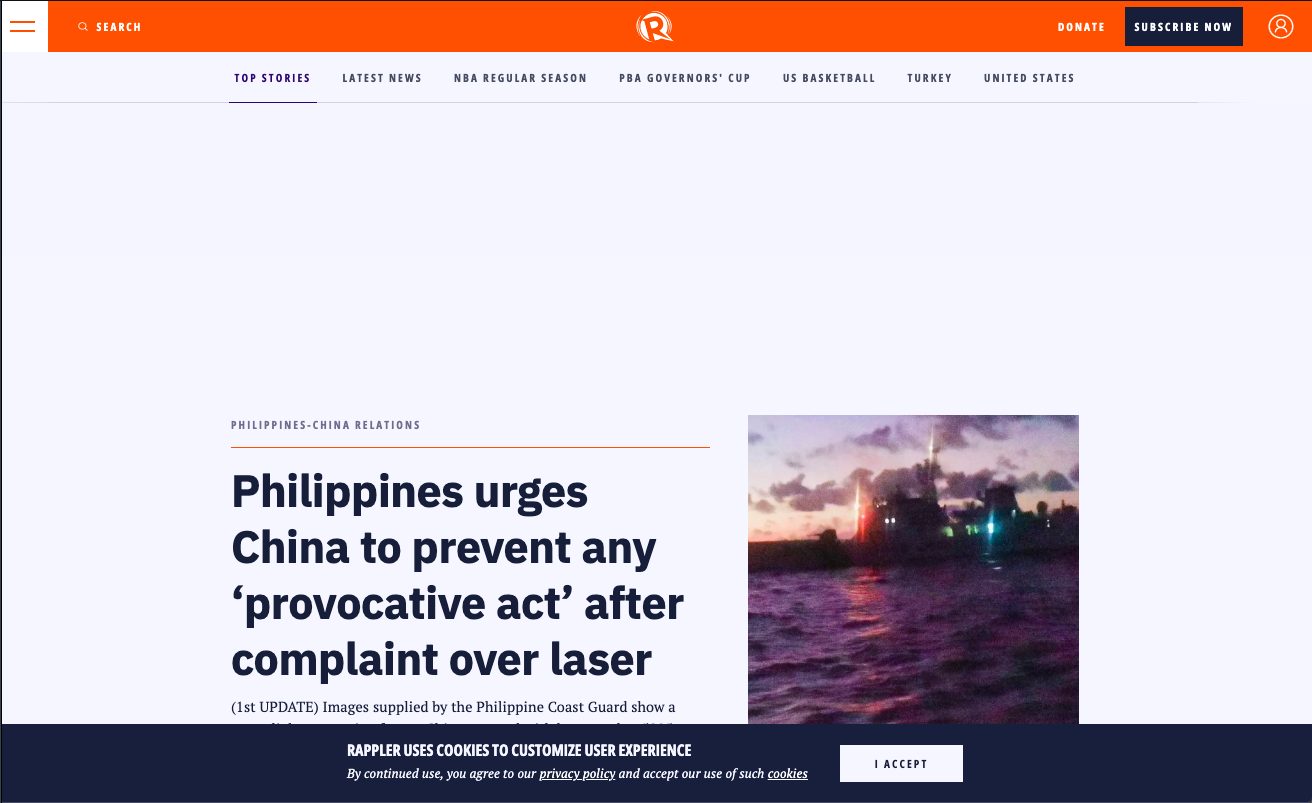 SEARCH
R
DONATE
SUBSCRIBE NOW
TOP STORIES
LATEST NEWS
NBA REGULAR SEASON
PBA GOVERNORS' CUP
US BASKETBALL
TURKEY
UNITED STATES
PHILIPPINES-CHINA RELATIONS
Philippines urges
China to prevent any
‘provocative act’ after
complaint over laser
(1st UPDATE) Images supplied by the Philippine Coast Guard show a
RAPPLER USES COOKIES TO CUSTOMIZE USER EXPERIENCE
By continued use, you agree to our privacy policy and accept our use of such cookies
I ACCEPT